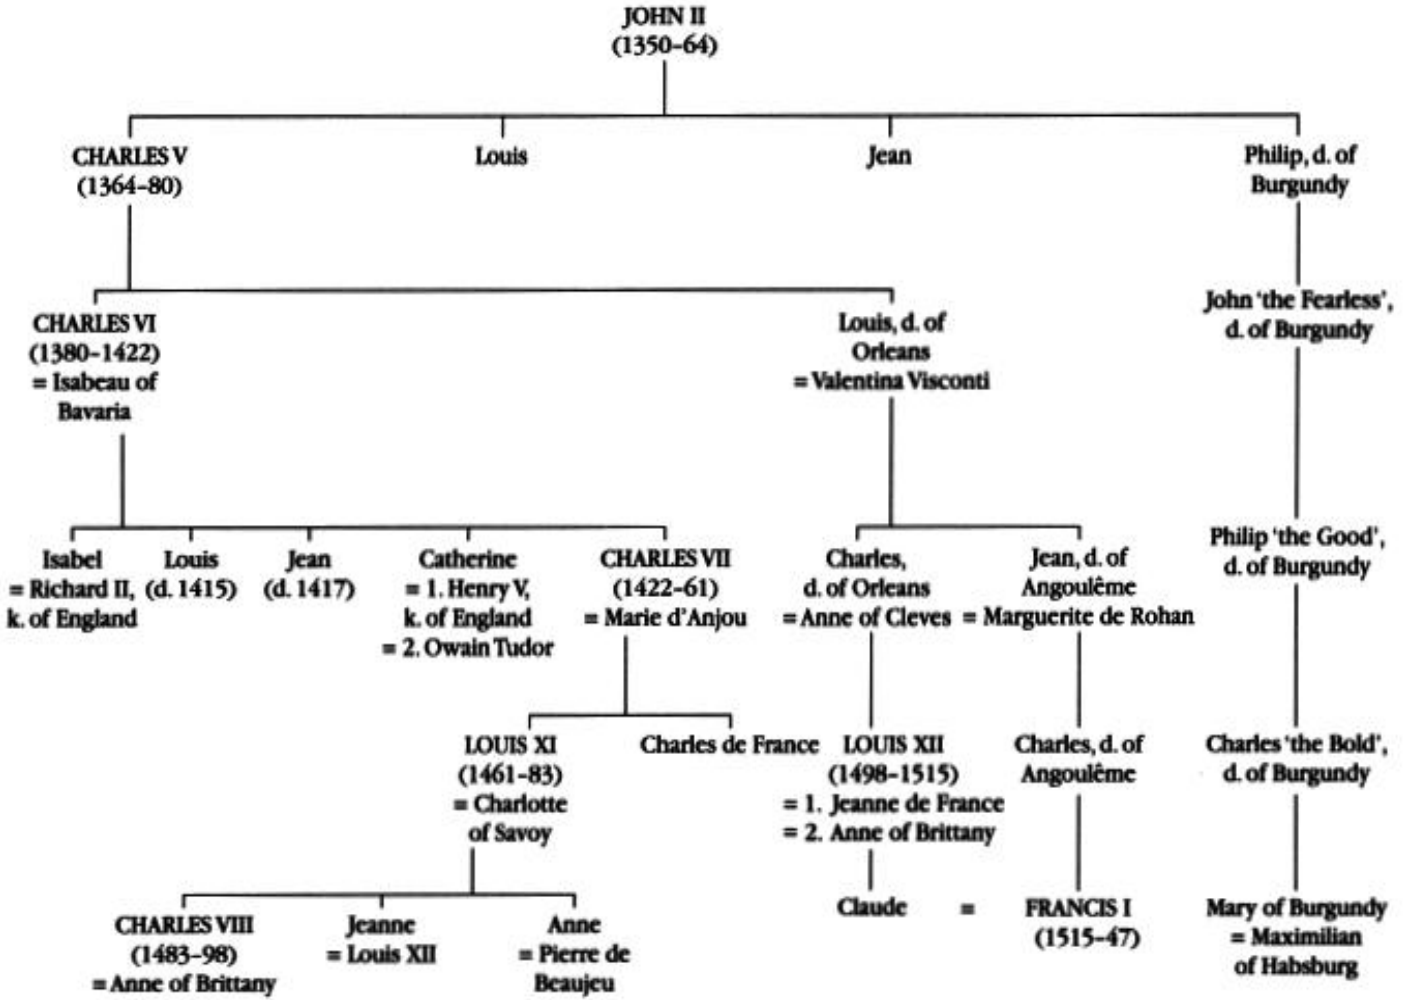 JOHN II
(1350-64)
CHARLES V
(1364-80)
Louis
Jean
Philip, d. of
Burgundy
John 'the Fearless',
d. of Burgundy
CHARLES VI
(1380-1422)
= Isabeau of
Bavaria
Louis, d. of
Orleans
= Valentina Visconti
Philip 'the Good',
d. of Burgundy
Isabel
= Richard II,
k. of England
Louis
(d. 1415)
Jean
(d. 1417)
Catherine
= 1. Henry V,
k. of England
= 2. Owain Tudor
CHARLES VII
(1422-61)
= Marie d'Anjou
Charles,
d. of Orleans
= Anne of Cleves
Jean, d. of
Angoulême
= Marguerite de Rohan
LOUIS XI
(1461-83)
= Charlotte
of Savoy
Charles de France
LOUIS XII
(1498-1515)
= 1. Jeanne de France
= 2. Anne of Brittany
Charles, d. of
Angoulême
Charles 'the Bold',
d. of Burgundy
CHARLES VIII
(1483-98)
= Anne of Brittany
Jeanne
= Louis XII
Anne
= Pierre de
Beaujeu
Claude = FRANCIS I
(1515-47)
Mary of Burgundy
= Maximilian
of Habsburg